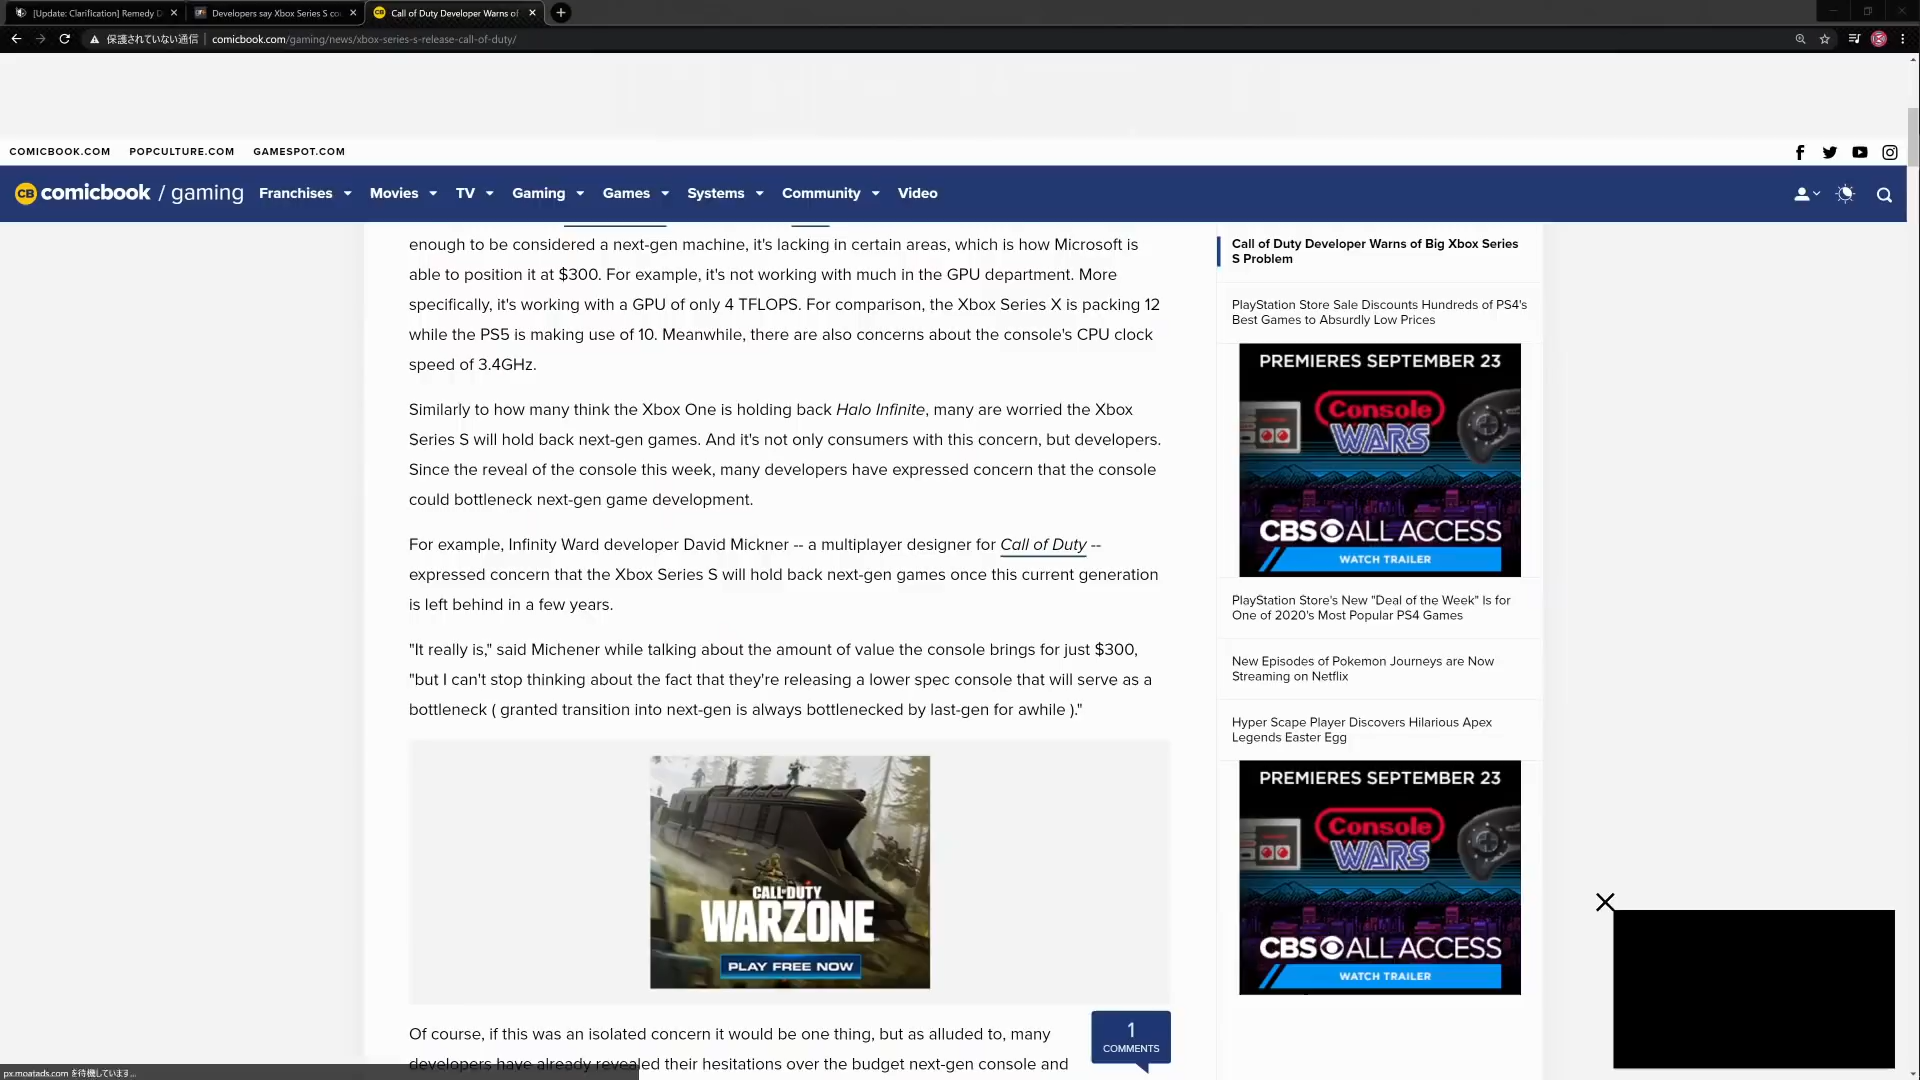 [Update: Clarification] Remedy D
Developers say Xbox Series S co
Call of Duty Developer Warns of
保護されていない通信
comicbook.com/gaming/news/xbox-series-s-release-call-of-duty/
COMICBOOK.COM POPCULTURE.COM GAMESPOT.COM
CB comicbook / gaming Franchises Movies TV Gaming Games Systems Community Video
enough to be considered a next-gen machine, it's lacking in certain areas, which is how Microsoft is
able to position it at $300. For example, it's not working with much in the GPU department. More
specifically, it's working with a GPU of only 4 TFLOPS. For comparison, the Xbox Series X is packing 12
while the PS5 is making use of 10. Meanwhile, there are also concerns about the console's CPU clock
speed of 3.4GHz.
Similarly to how many think the Xbox One is holding back Halo Infinite, many are worried the Xbox
Series S will hold back next-gen games. And it's not only consumers with this concern, but developers.
Since the reveal of the console this week, many developers have expressed concern that the console
could bottleneck next-gen game development.
For example, Infinity Ward developer David Mickner -- a multiplayer designer for Call of Duty --
expressed concern that the Xbox Series S will hold back next-gen games once this current generation
is left behind in a few years.
"It really is," said Michener while talking about the amount of value the console brings for just $300,
"but I can't stop thinking about the fact that they're releasing a lower spec console that will serve as a
bottleneck ( granted transition into next-gen is always bottlenecked by last-gen for awhile )."
CALL OF DUTY
WARZONE
PLAY FREE NOW
Of course, if this was an isolated concern it would be one thing, but as alluded to, many
developers have already revealed their hesitations over the budget next-gen console and
1
COMMENTS
Call of Duty Developer Warns of Big Xbox Series
S Problem
PlayStation Store Sale Discounts Hundreds of PS4's
Best Games to Absurdly Low Prices
PREMIERES SEPTEMBER 23
Console
WARS
CBS ALL ACCESS
WATCH TRAILER
PlayStation Store's New "Deal of the Week" Is for
One of 2020's Most Popular PS4 Games
New Episodes of Pokemon Journeys are Now
Streaming on Netflix
Hyper Scape Player Discovers Hilarious Apex
Legends Easter Egg
PREMIERES SEPTEMBER 23
Console
WARS
CBS ALL ACCESS
WATCH TRAILER
px.moatads.com を待機しています...